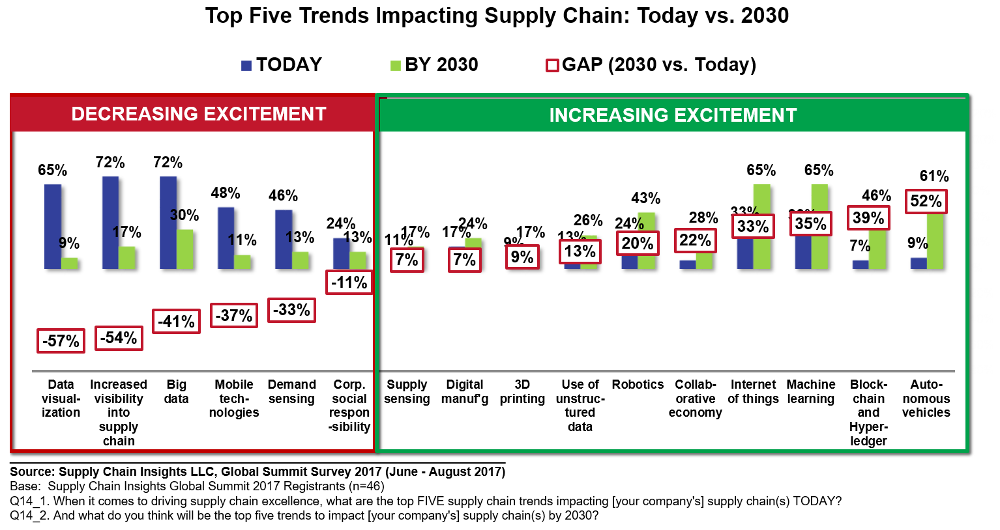 Top Five Trends Impacting Supply Chain: Today vs. 2030
TODAY BY 2030 GAP (2030 vs. Today)
DECREASING EXCITEMENT
INCREASING EXCITEMENT
65% 9% -57%
72% 17% -54%
72% 30% -41%
48% 11% -37%
46% 13% -33%
24% 13% -11%
11% 17% 7%
17% 24% 7%
9% 17% 9%
13% 26% 13%
24% 43% 20%
28% 22%
33% 65% 33%
65% 35%
7% 46% 39%
9% 61% 52%
Data
visual-
ization
Increased
visibility
into
supply
chain
Big
data
Mobile
tech-
nologies
Demand
sensing
Corp.
social
respon
-sibility
Supply
sensing
Digital
manuf'g
3D
printing
Use of
unstruc-
tured
data
Robotics
Collab-
orative
economy
Internet
of things
Machine
learning
Block-
chain
and
Hyper-
ledger
Auto-
nomous
vehicles
Source: Supply Chain Insights LLC, Global Summit Survey 2017 (June - August 2017)
Base:  Supply Chain Insights Global Summit 2017 Registrants (n=46)
Q14_1. When it comes to driving supply chain excellence, what are the top FIVE supply chain trends impacting [your company's] supply chain(s) TODAY?
Q14_2. And what do you think will be the top five trends to impact [your company's] supply chain(s) by 2030?